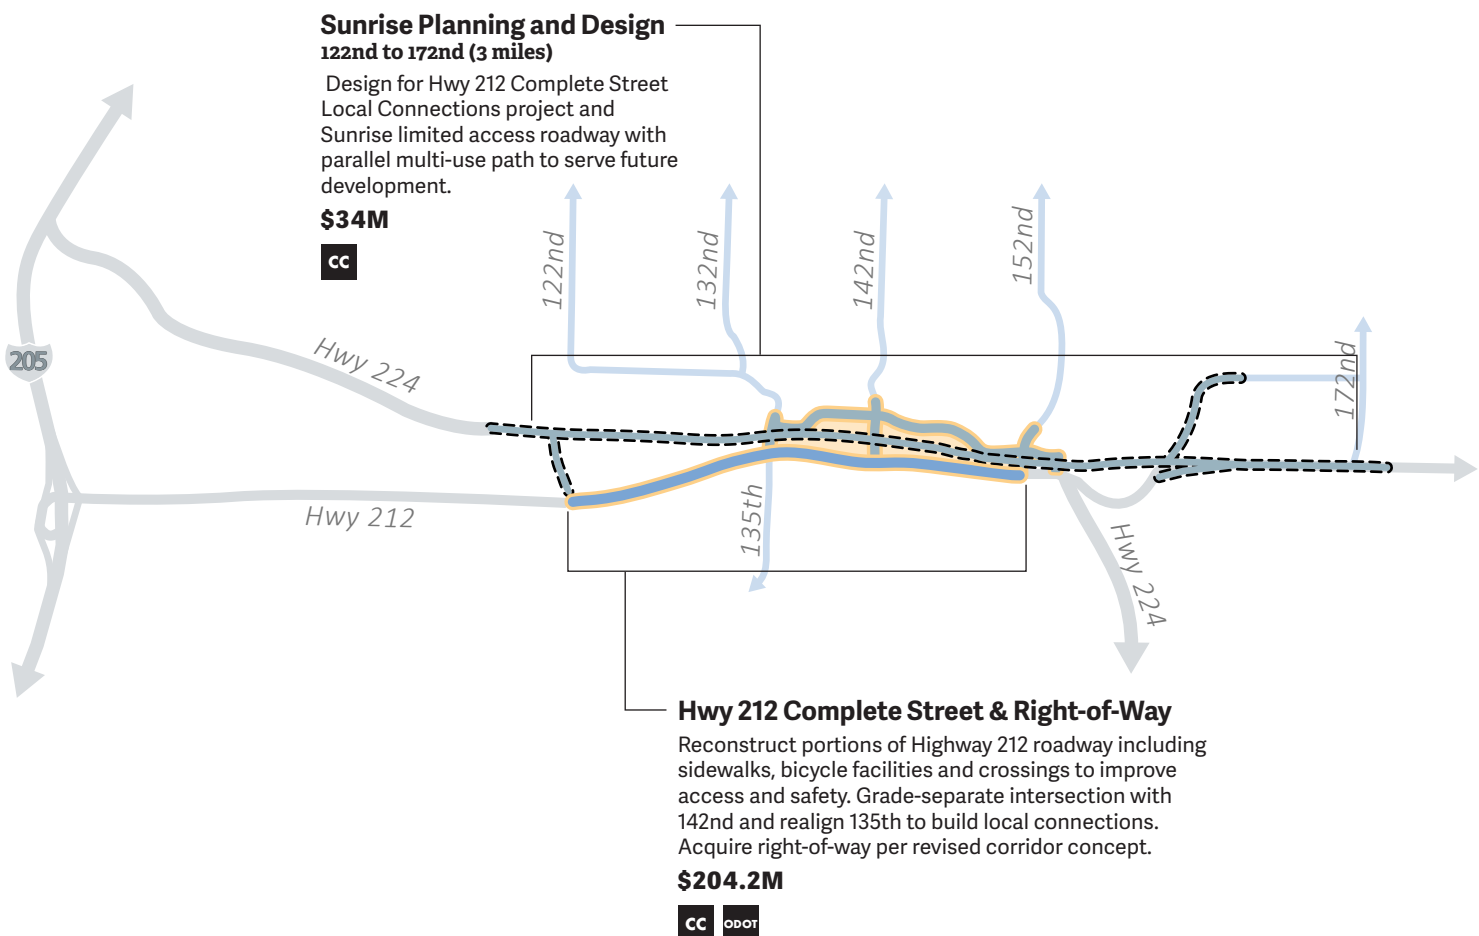 Sunrise Planning and Design
122nd to 172nd (3 miles)
Design for Hwy 212 Complete Street
Local Connections project and
Sunrise limited access roadway with
parallel multi-use path to serve future
development.
$34M
CC
122nd
132nd
142nd
152nd
172nd
205
Hwy 224
Hwy 212
135th
Hwy 224
Hwy 212 Complete Street & Right-of-Way
Reconstruct portions of Highway 212 roadway including
sidewalks, bicycle facilities and crossings to improve
access and safety. Grade-separate intersection with
142nd and realign 135th to build local connections.
Acquire right-of-way per revised corridor concept.
$204.2M
CC ODOT